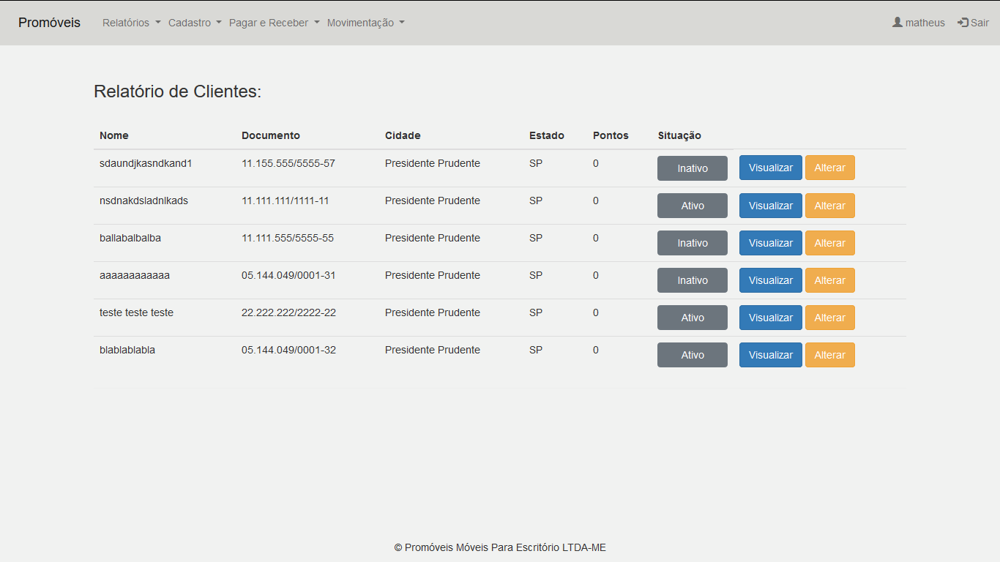 Promóveis Relatórios Cadastro Pagar e Receber Movimentação matheus Sair
Relatório de Clientes:
Nome Documento Cidade Estado Pontos Situação
sdaundjkasndkand1 11.155.555/5555-57 Presidente Prudente SP 0 Inativo Visualizar Alterar
nsdnakdsladnlkads 11.111.111/1111-11 Presidente Prudente SP 0 Ativo Visualizar Alterar
ballabalbalba 11.111.555/5555-55 Presidente Prudente SP 0 Inativo Visualizar Alterar
aaaaaaaaaaaa 05.144.049/0001-31 Presidente Prudente SP 0 Inativo Visualizar Alterar
teste teste teste 22.222.222/2222-22 Presidente Prudente SP 0 Ativo Visualizar Alterar
blablablabla 05.144.049/0001-32 Presidente Prudente SP 0 Ativo Visualizar Alterar
© Promóveis Móveis Para Escritório LTDA-ME